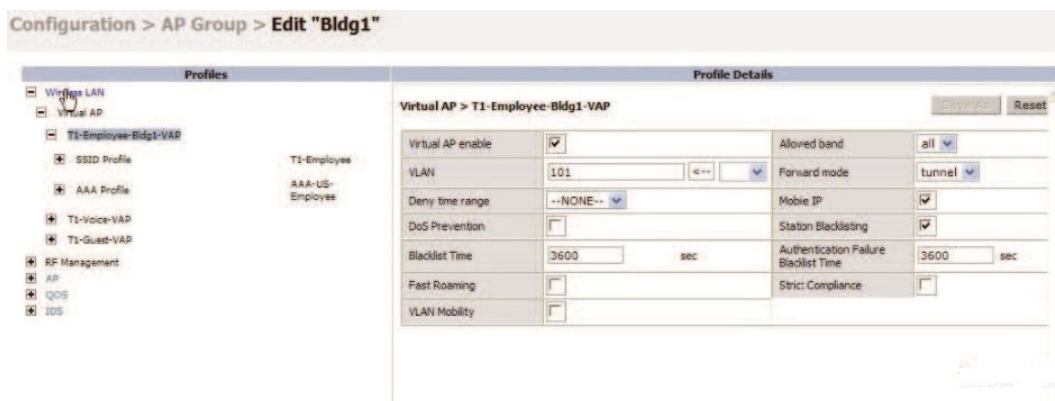 Configuration > AP Group > Edit "Bldg1"
Profiles
Wireless LAN
Virtual AP
T1-Employee-Bldg1-VAP
SSID Profile T1-Employee
AAA Profile AAA-US-Employee
T1-Voice-VAP
T1-Guest-VAP
RF Management
AP
QOS
IDS
Profile Details
Virtual AP > T1-Employee-Bldg1-VAP Save As Reset
Virtual AP enable Allowed band all
VLAN 101 <-- Forward mode tunnel
Deny time range --NONE-- Mobie IP
DoS Prevention Station Blacklisting
Blacklist Time 3600 sec Authentication Failure Blacklist Time 3600 sec
Fast Roaming Strict Compliance
VLAN Mobility